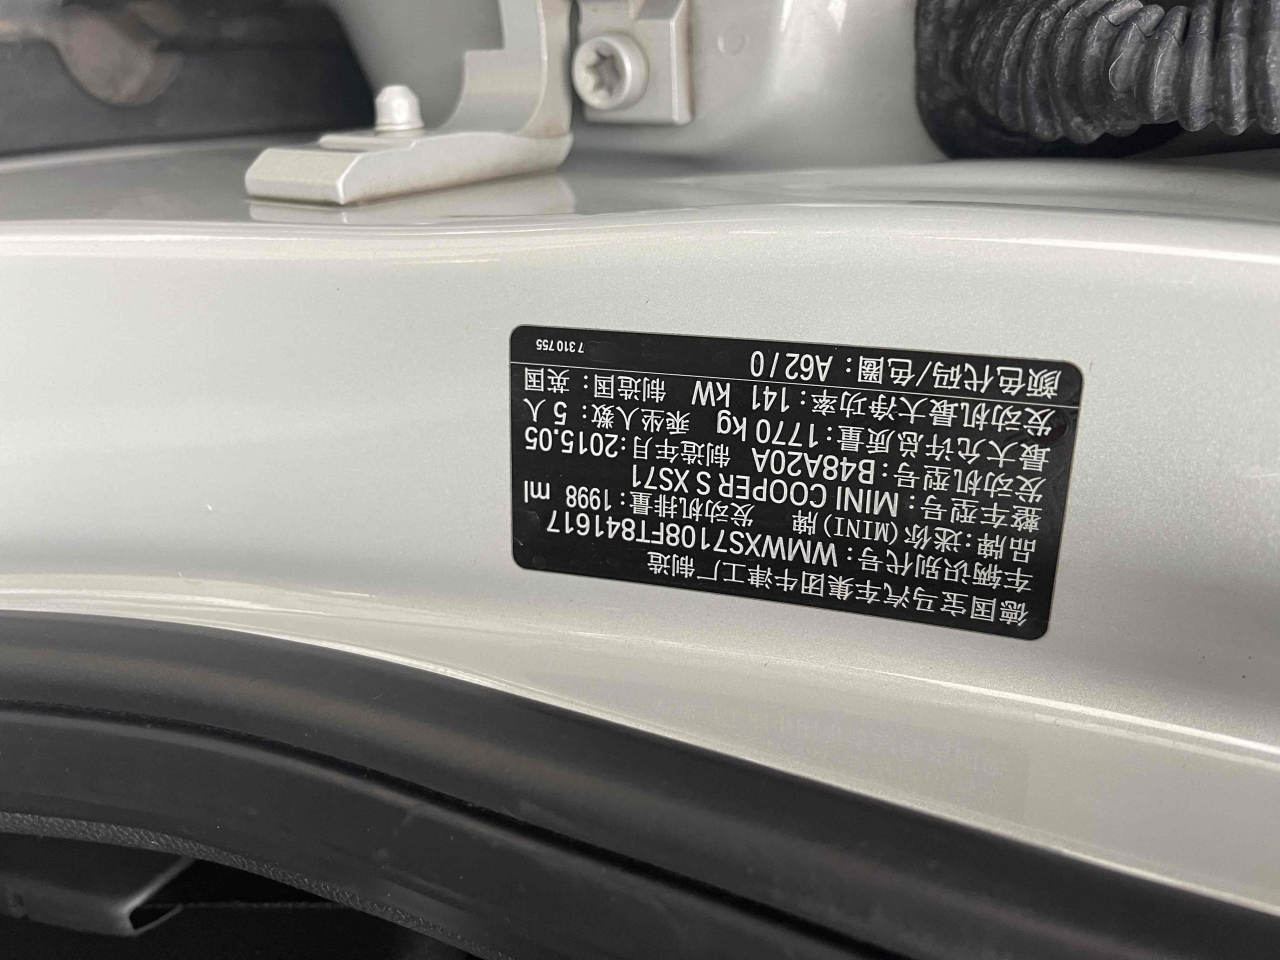 德国宝马汽车集团牛津工厂制造
车辆识别代号：WMWXS7108FT841617
品牌：迷你(MINI)牌 发动机排量：1998 ml
整车型号：MINI COOPER S XS71
发动机型号：B48A20A 制造年月：2015.05
最大允许总质量：1770 kg 乘坐人数：5 人
发动机最大净功率：141 kW 制造国：英国
颜色代码/色圈：A62/0
7 310 755